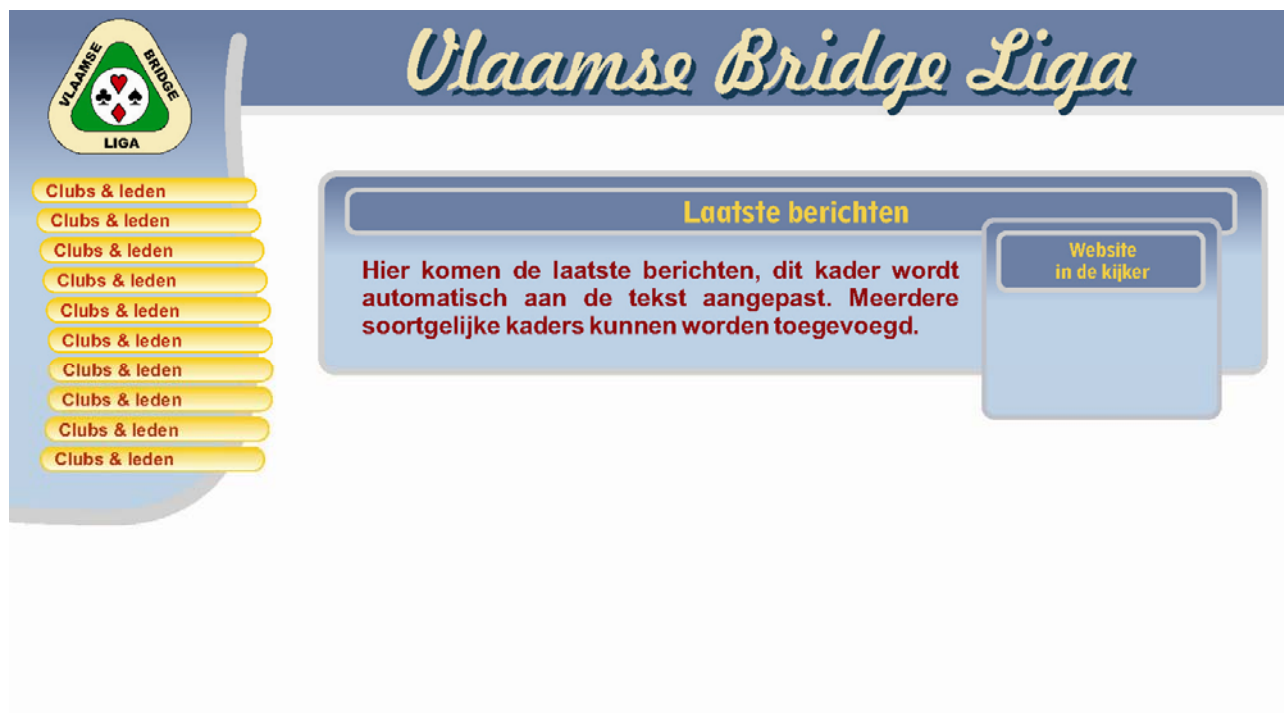 VLAAMSE BRIDGE
LIGA
Vlaamse Bridge Liga
Clubs & leden
Clubs & leden
Clubs & leden
Clubs & leden
Clubs & leden
Clubs & leden
Clubs & leden
Clubs & leden
Clubs & leden
Clubs & leden
Laatste berichten
Hier komen de laatste berichten, dit kader wordt
automatisch aan de tekst aangepast. Meerdere
soortgelijke kaders kunnen worden toegevoegd.
Website
in de kijker